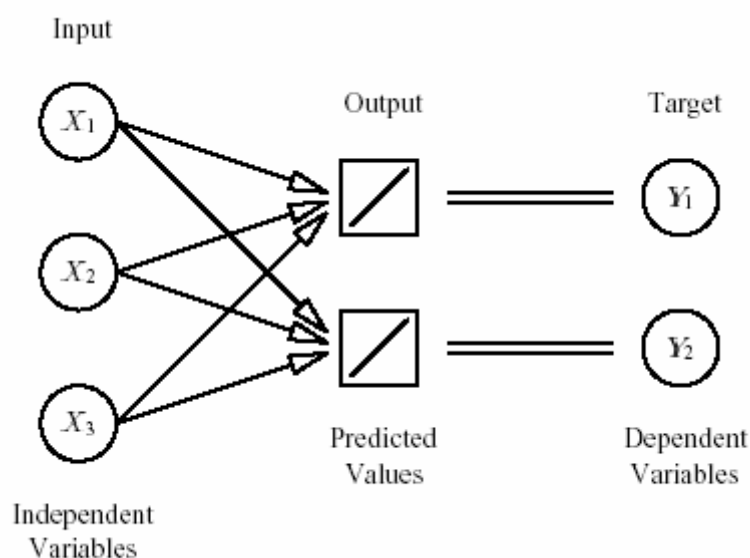 Input
Output
Target
X1
Y1
X2
Y2
X3
Predicted
Values
Dependent
Variables
Independent
Variables